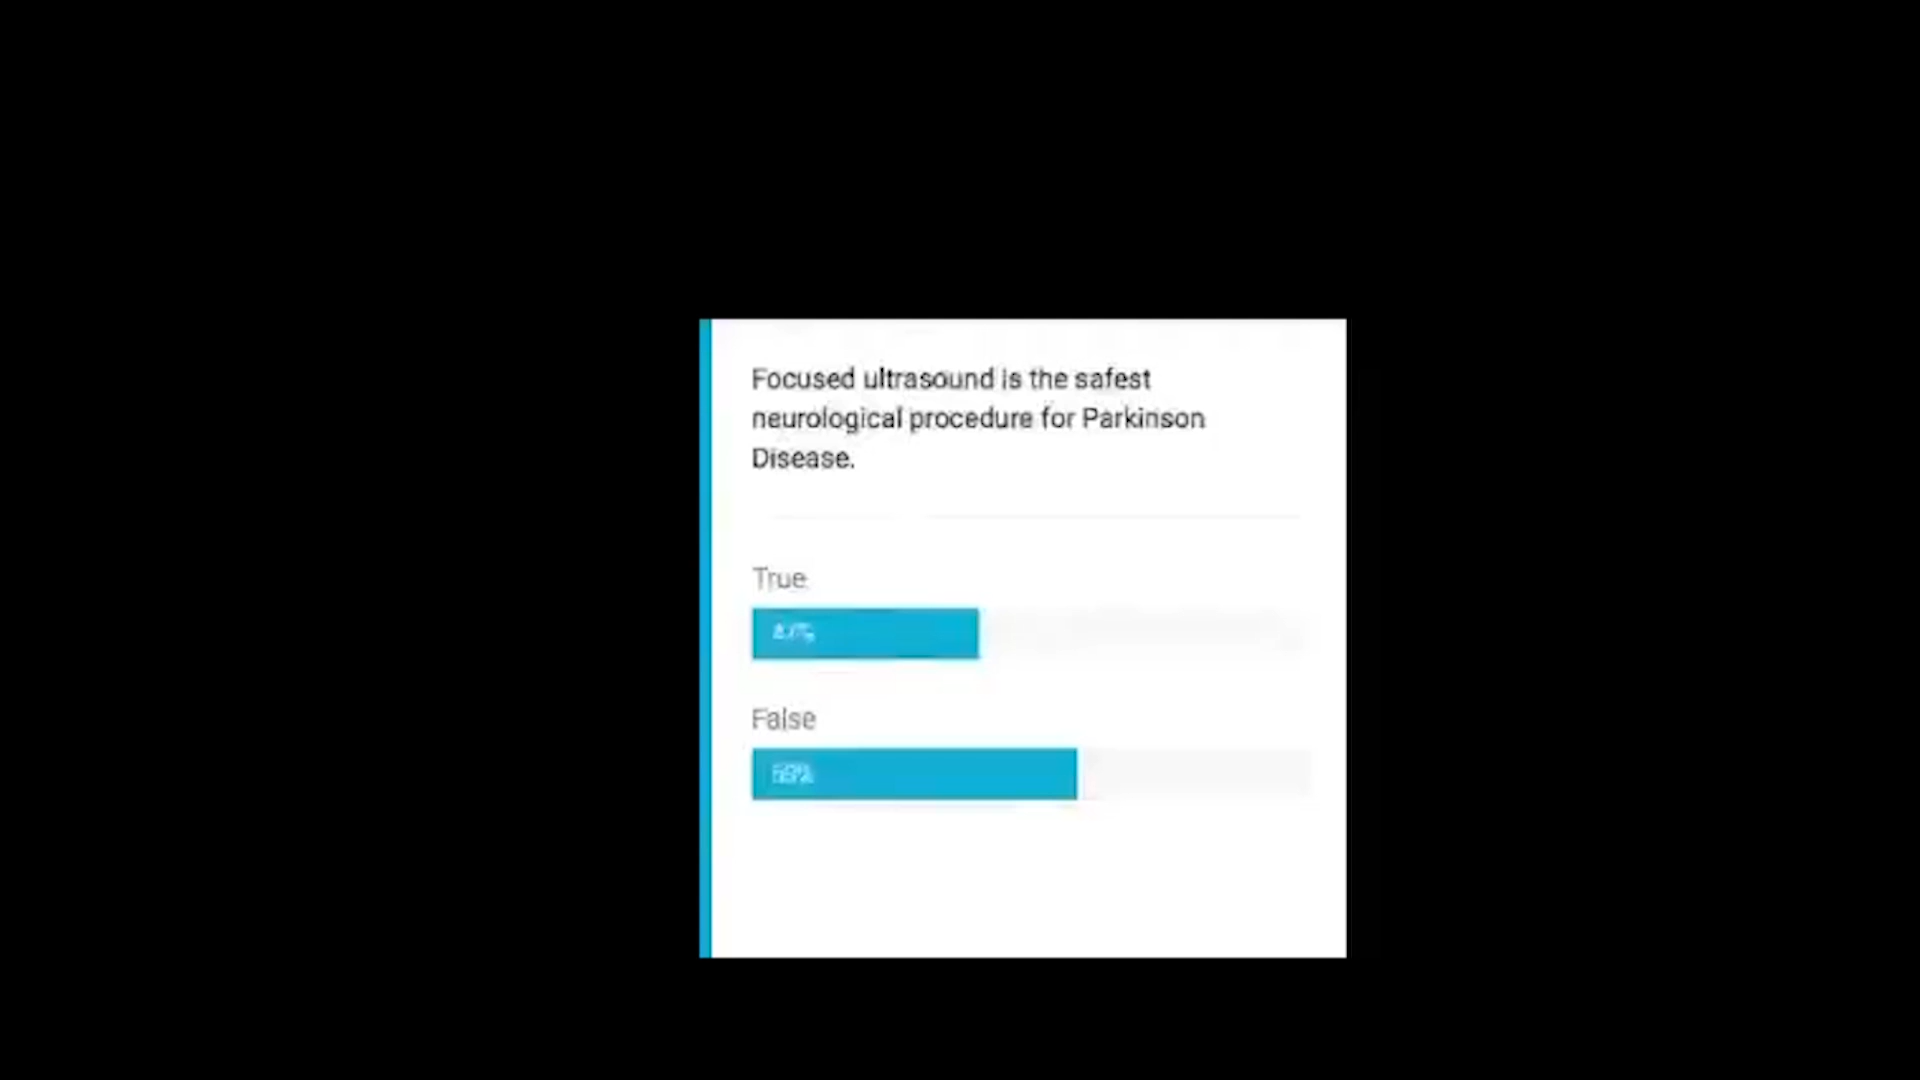 Focused ultrasound is the safest
neurological procedure for Parkinson
Disease.
True
False